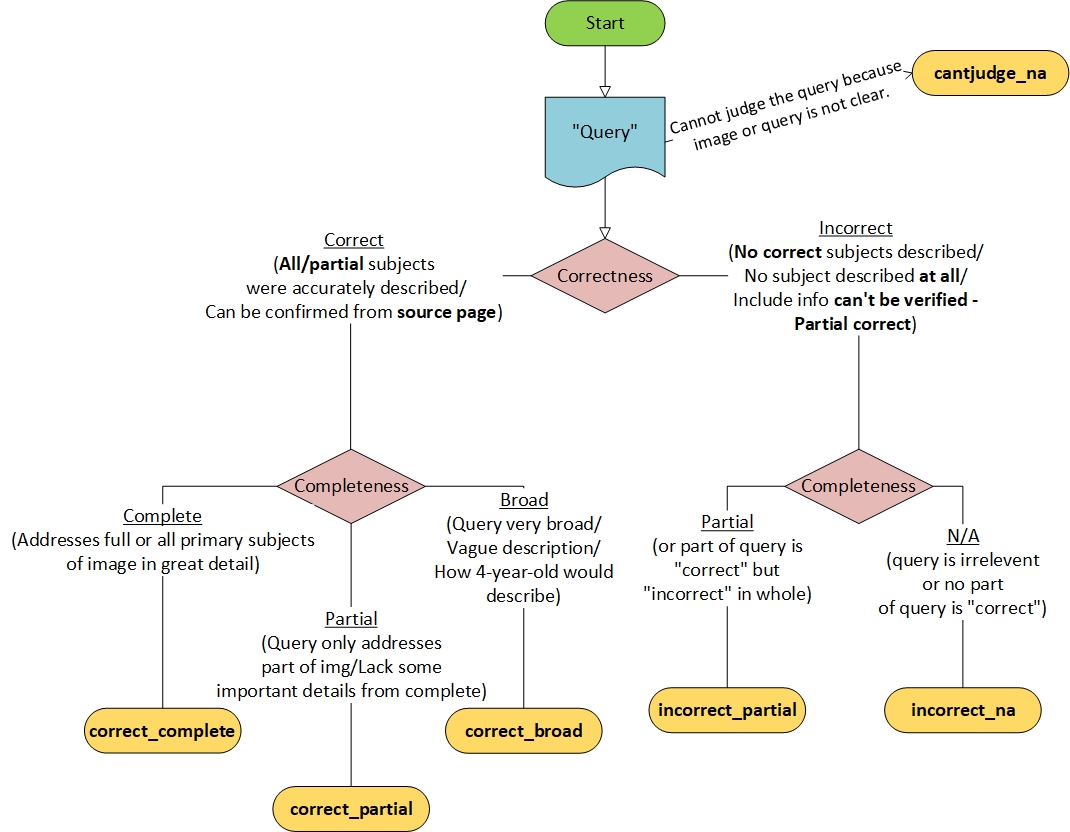 Start
"Query"
Cannot judge the query because
image or query is not clear.
cantjudge_na
Correctness
Correct
(All/partial subjects
were accurately described/
Can be confirmed from source page)
Incorrect
(No correct subjects described/
No subject described at all/
Include info can't be verified -
Partial correct)
Completeness
Complete
(Addresses full or all primary subjects
of image in great detail)
Partial
(Query only addresses
part of img/Lack some
important details from complete)
Broad
(Query very broad/
Vague description/
How 4-year-old would
describe)
Completeness
Partial
(or part of query is
"correct" but
"incorrect" in whole)
N/A
(query is irrelevent
or no part
of query is "correct")
correct_complete
correct_partial
correct_broad
incorrect_partial
incorrect_na